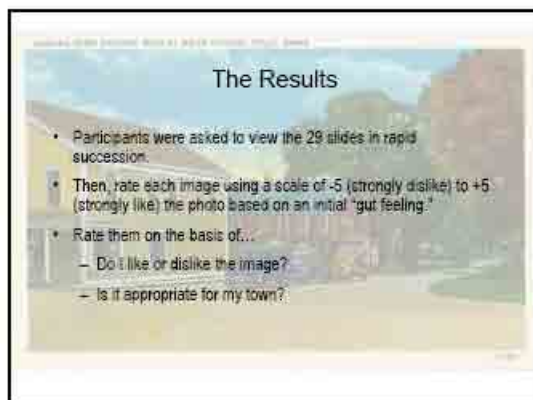 The Results
• Participants were asked to view the 29 slides in rapid
succession.
• Then, rate each image using a scale of -5 (strongly dislike) to +5
(strongly like) the photo based on an initial "gut feeling."
• Rate them on the basis of…
– Do I like or dislike the image?
– Is it appropriate for my town?